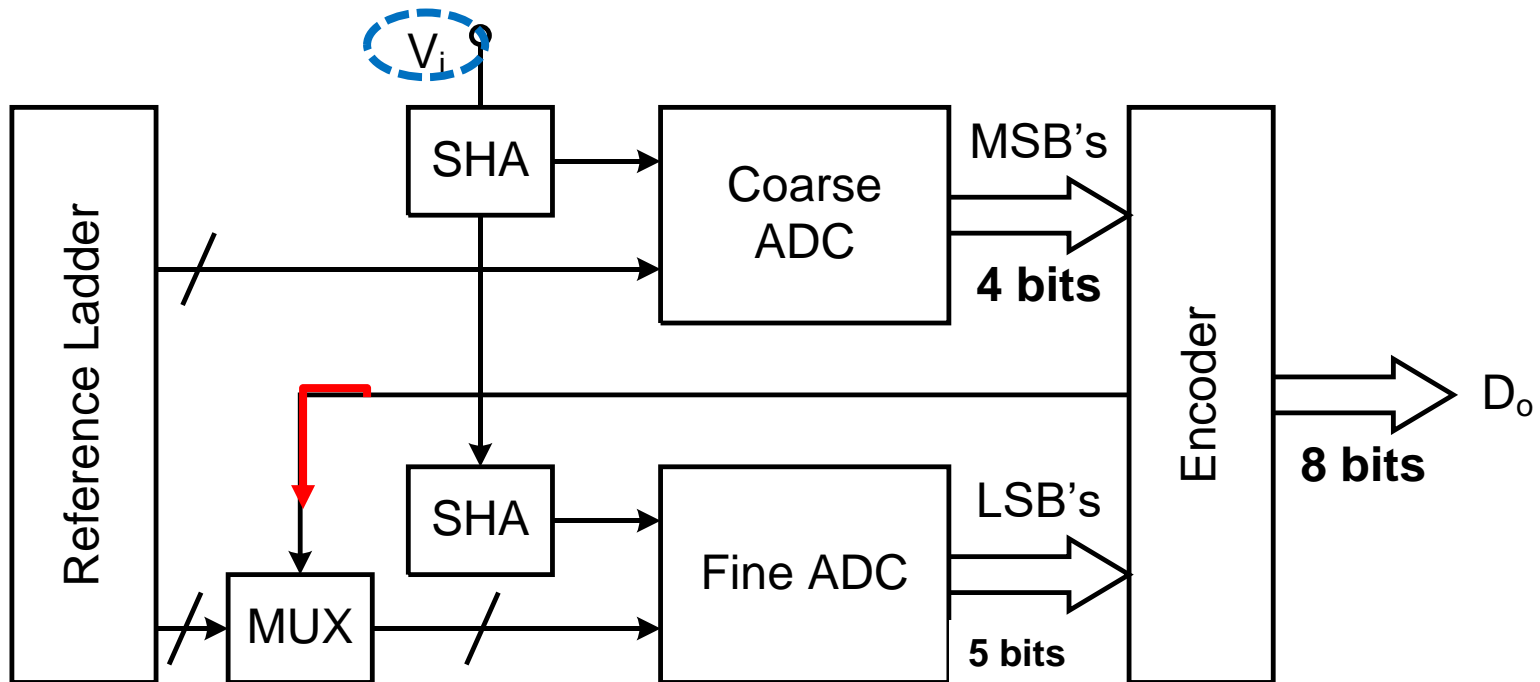 Vi
Reference Ladder
SHA
Coarse
ADC
MSB's
4 bits
Encoder
Do
8 bits
SHA
Fine ADC
LSB's
5 bits
MUX